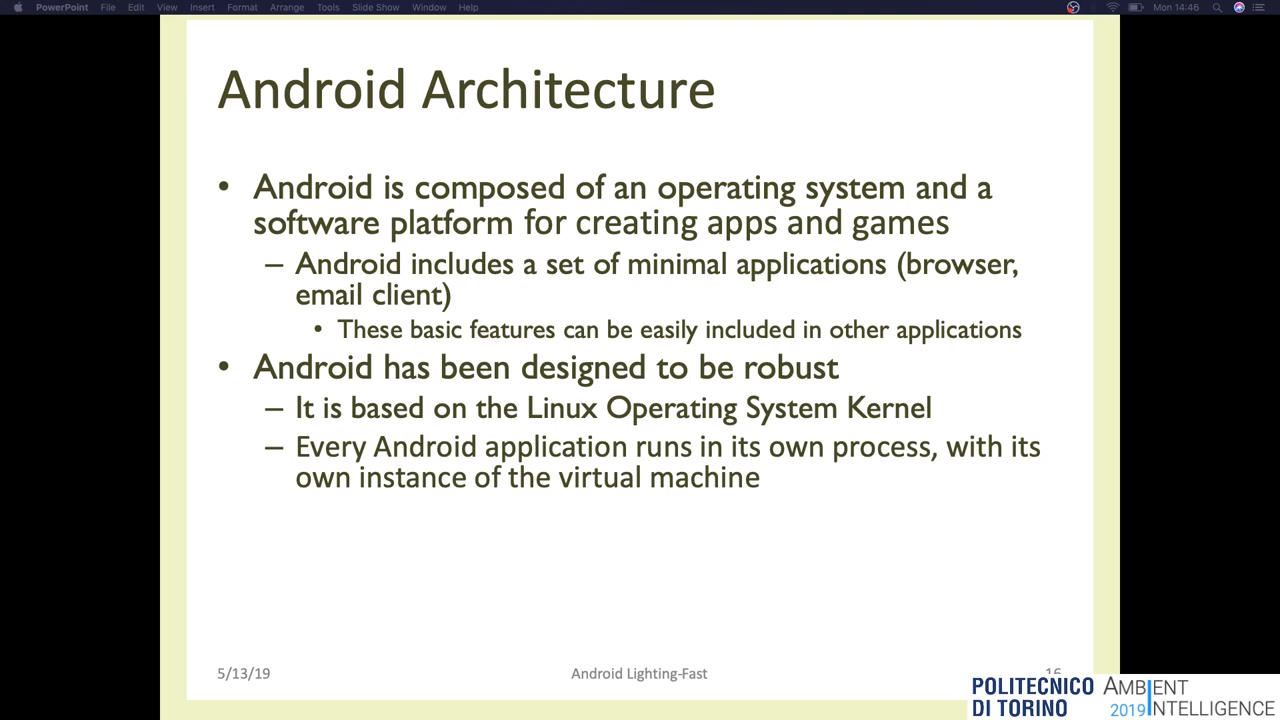 PowerPoint File Edit View Insert Format Arrange Tools Slide Show Window Help Mon 14:46
Android Architecture
• Android is composed of an operating system and a
software platform for creating apps and games
– Android includes a set of minimal applications (browser,
email client)
• These basic features can be easily included in other applications
• Android has been designed to be robust
– It is based on the Linux Operating System Kernel
– Every Android application runs in its own process, with its
own instance of the virtual machine
5/13/19 Android Lighting-Fast 16
POLITECNICO
DI TORINO
AMBIENT
2019 INTELLIGENCE